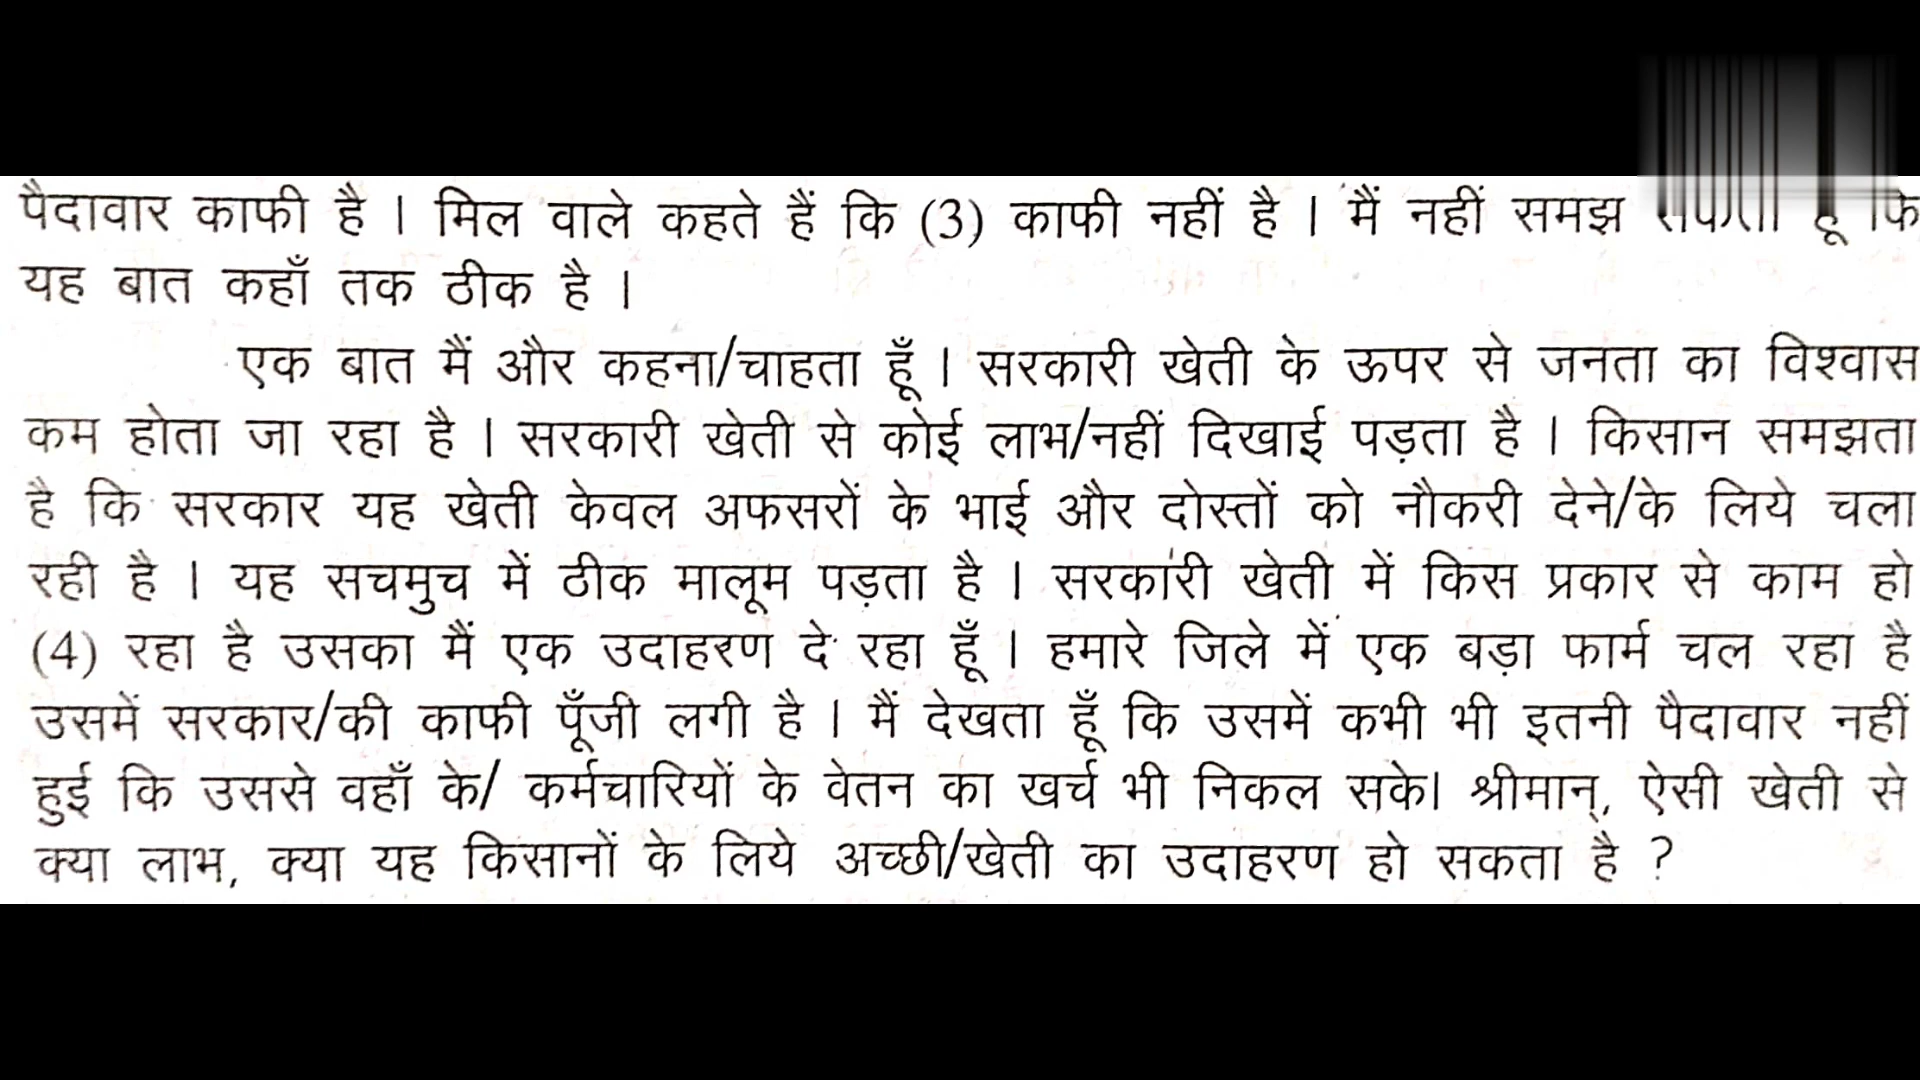 पैदावार काफी है । मिल वाले कहते हैं कि (3) काफी नहीं है । मैं नहीं समझ हूँ कि
यह बात कहाँ तक ठीक है ।
एक बात मैं और कहना/चाहता हूँ । सरकारी खेती के ऊपर से जनता का विश्वास
कम होता जा रहा है । सरकारी खेती से कोई लाभ/नहीं दिखाई पड़ता है । किसान समझता
है कि सरकार यह खेती केवल अफसरों के भाई और दोस्तों को नौकरी देने/के लिये चला
रही है । यह सचमुच में ठीक मालूम पड़ता है । सरकारी खेती में किस प्रकार से काम हो
(4) रहा है उसका मैं एक उदाहरण दे रहा हूँ । हमारे जिले में एक बड़ा फार्म चल रहा है
उसमें सरकार/की काफी पूँजी लगी है । मैं देखता हूँ कि उसमें कभी भी इतनी पैदावार नहीं
हुई कि उससे वहाँ के/ कर्मचारियों के वेतन का खर्च भी निकल सके। श्रीमान्, ऐसी खेती से
क्या लाभ, क्या यह किसानों के लिये अच्छी/खेती का उदाहरण हो सकता है ?